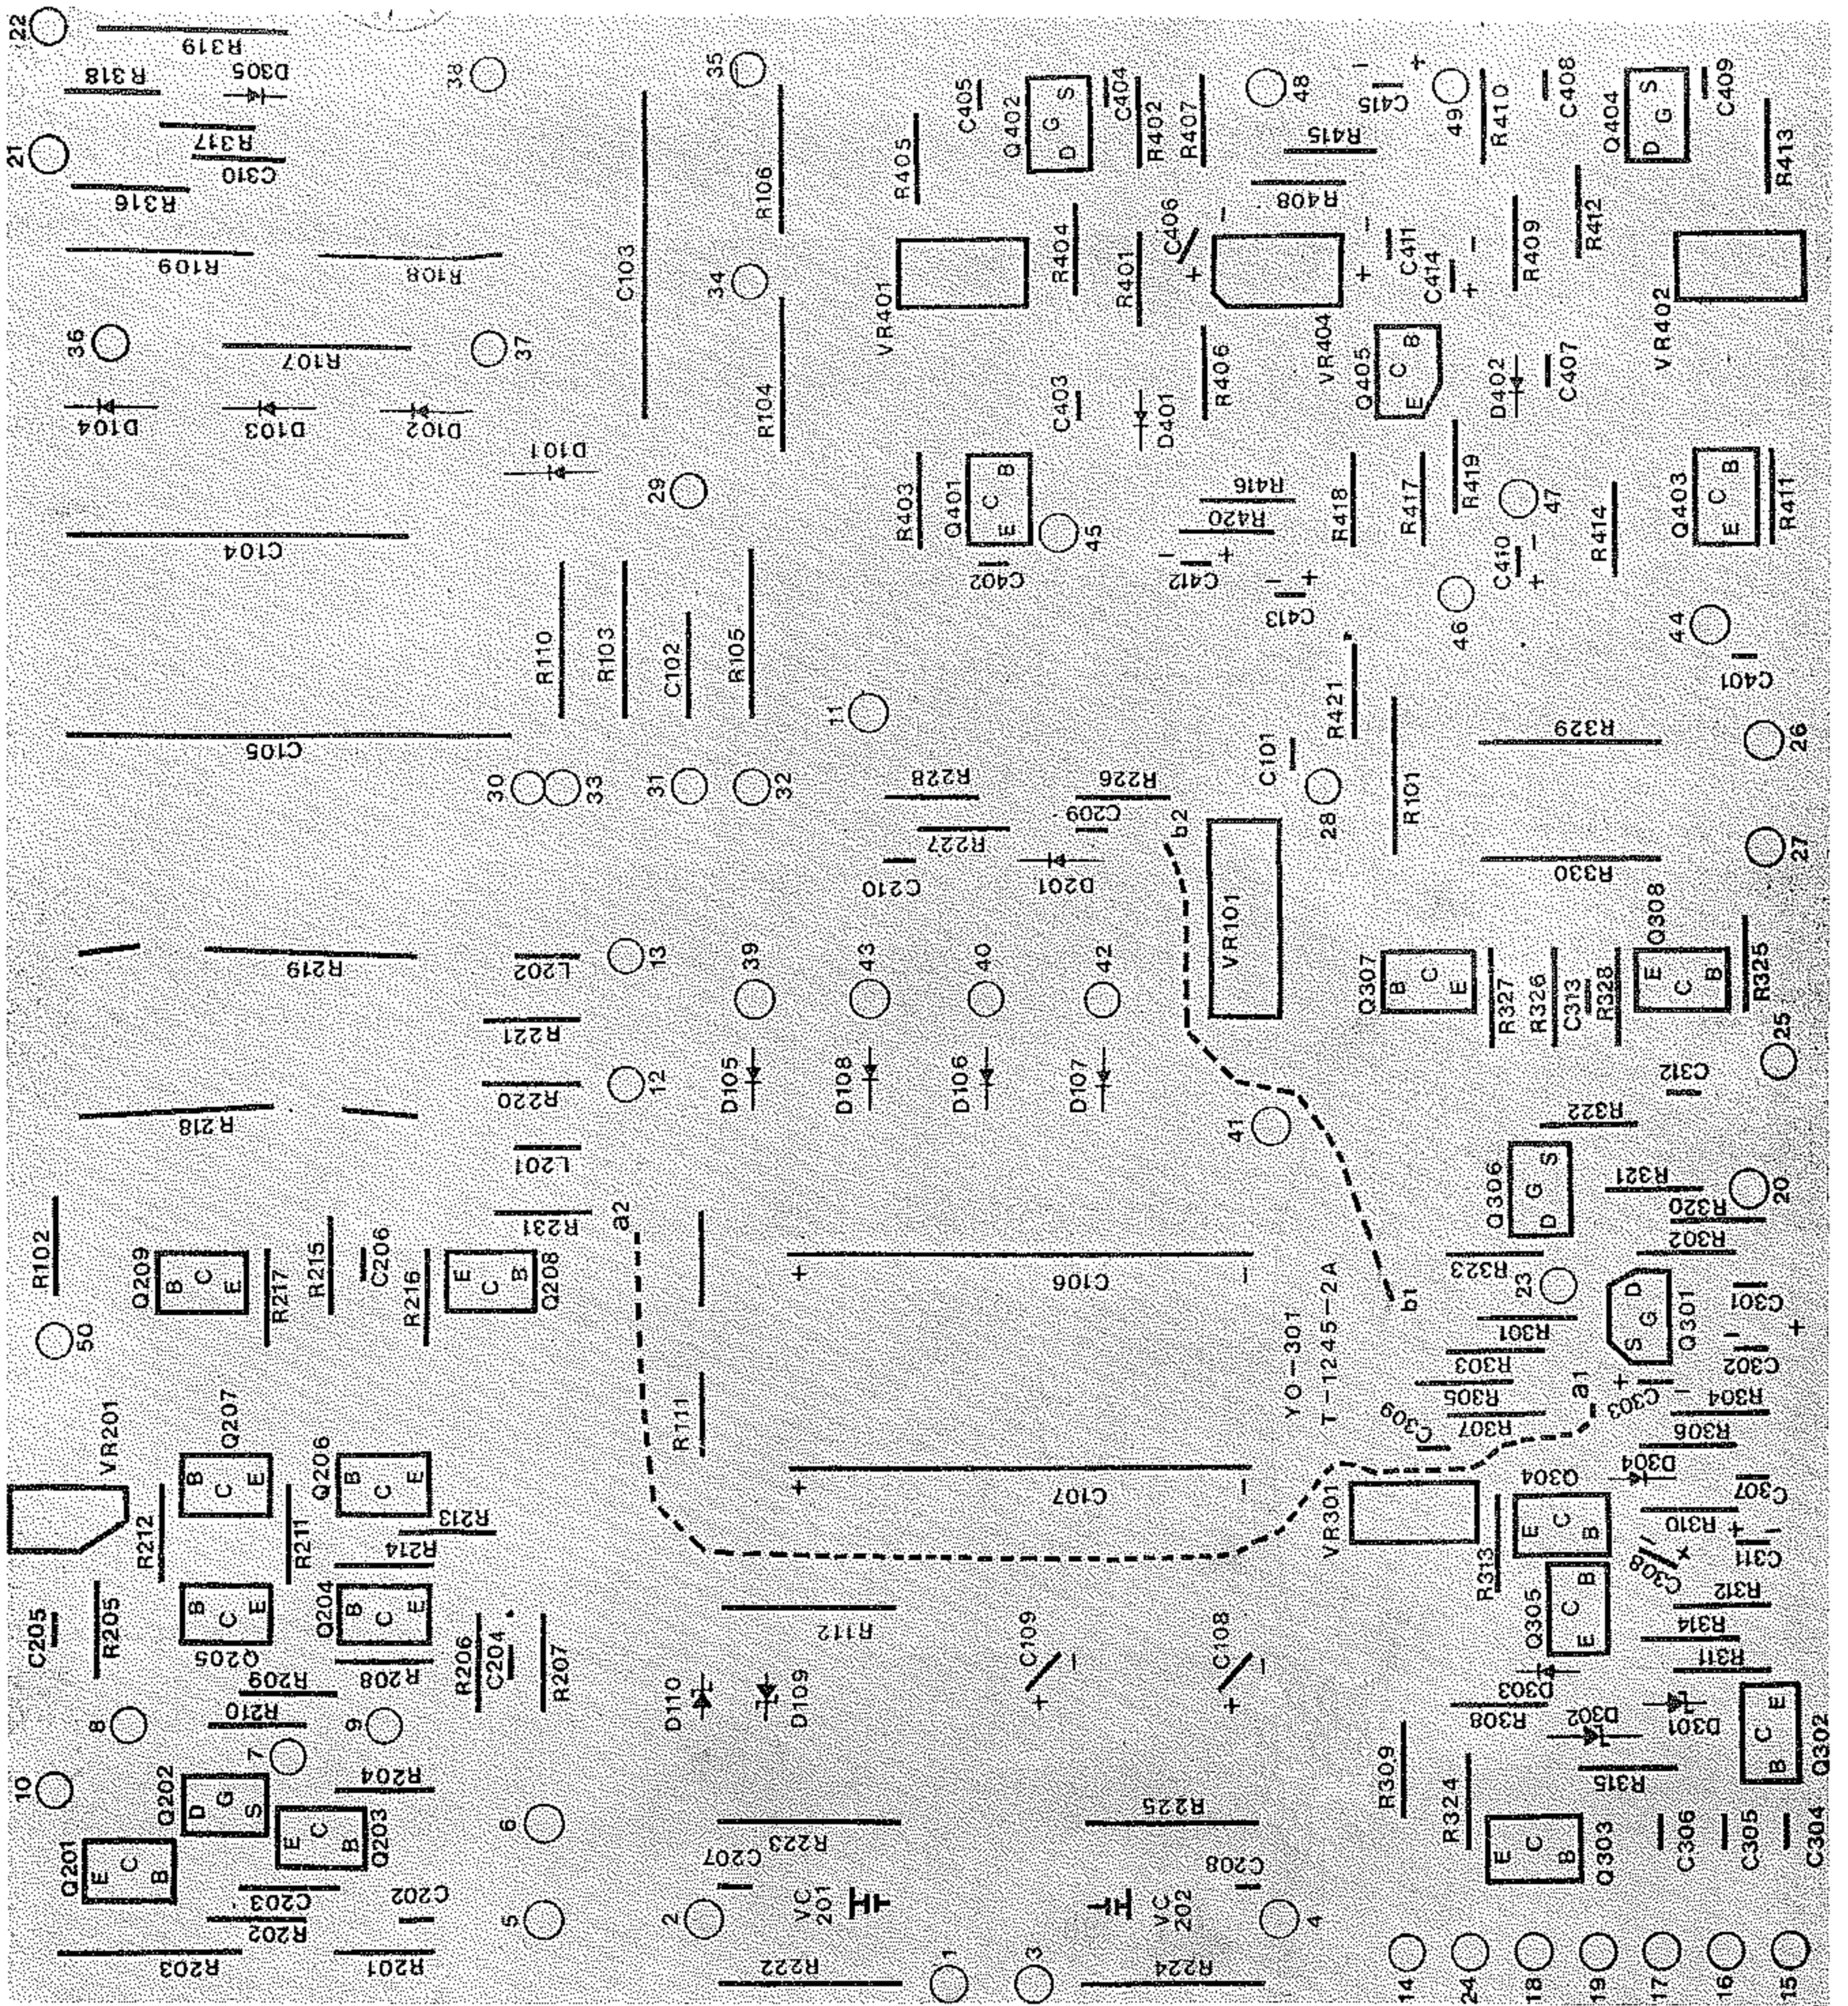 22
R319
R318
D305
38
35
21
R317
C310
R316
R109
R108
C103
R106
34
C405
Q402
D G S
C404
R402
R407
48
- C415 +
49
R410
C408
Q404
D G S
C409
R413
R405
R415
R408
R404
R401
C406
- +
VR401
VR404
- C411 +
C414
- +
R409
R412
VR402
36
R107
37
D104
D103
D102
D101
R104
C403
D401
R406
Q405
E C B
D402
C407
29
R403
Q401
E C B
45
R416
R420
R418
R417
R419
47
R414
Q403
E C B
R411
C104
C402
- C412 +
- C413 +
C410
+ -
46
44
C401
R110
R103
C102
R105
11
R421
C101
28
R101
R329
26
C105
30
33
31
32
R228
R226
C209
R227
b2
C210
D201
VR101
R330
27
R219
L202
13
39
43
40
42
Q307
B C E
R327
R326
C313
R328
Q308
E C B
R325
25
R221
12
D105
D108
D106
D107
C312
R220
R218
41
R322
L201
Q306
D G S
R321
20
R320
R102
R231
a2
R302
Q209
B C E
R217
R215
C206
R216
E C B
Q208
+ C106 -
R323
23
b1
C301
50
R301
S G D
Q301
+ -
C302
R303
YO-301
T-1245-2A
R111
R305
a1
+ C303 -
R304
VR201
Q207
B C E
Q206
B C E
C309
R307
R306
+ C107 -
D304
Q304
C307
R212
R211
R213
R214
VR301
R313
E C B
R310
C308
+ C311 -
C205
R205
B C E
Q205
Q204
B C E
R112
C109
C108
Q305
E C B
R312
R314
R209
R208
R206
C204
R207
D110
D109
+ -
+ -
D303
R311
8
R210
9
R308
D302
D301
7
10
Q202
D G S
R204
R309
R315
E C B
Q302
Q201
E C B
E C B
Q203
6
R223
R225
R324
E C B
Q303
C306
C305
C304
C203
C202
C207
C208
R202
5
2
VC
201
VC
202
4
R203
R201
R222
1
3
R224
14
24
18
19
17
16
15